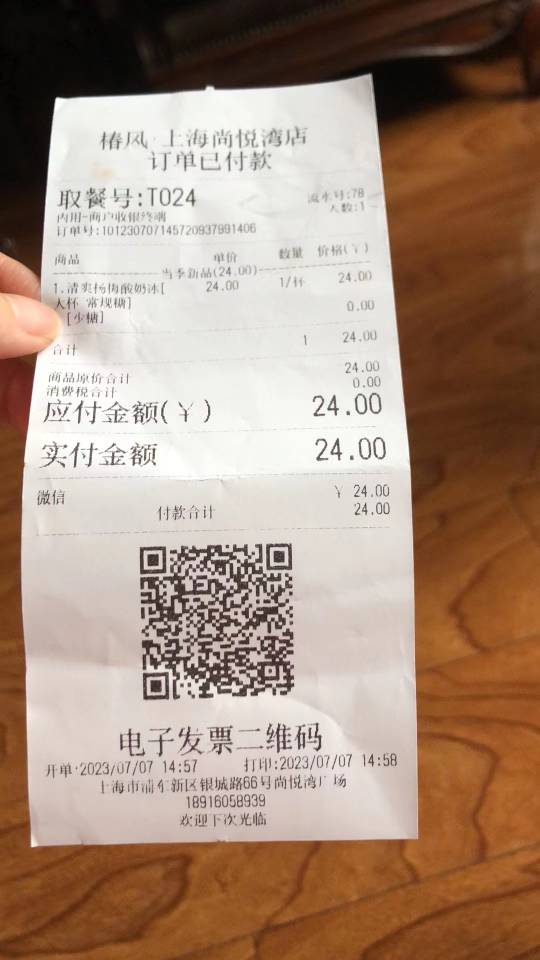 椿风·上海尚悦湾店
订单已付款
取餐号:T024 流水号:78
内用-商户收银终端 人数:1
订单号:101230707145720937991406
商品 单价 数量 价格(¥)
当季新品(24.00)
1.清爽杨梅酸奶冰[ 24.00 1/杯 24.00
大杯 常规糖]
[少糖] 0.00
合计 1 24.00
商品原价合计 24.00
消费税合计 0.00
应付金额(¥) 24.00
实付金额 24.00
微信 ¥ 24.00
付款合计 24.00
电子发票二维码
开单:2023/07/07 14:57 打印:2023/07/07 14:58
上海市浦东新区银城路66号尚悦湾广场
18916058939
欢迎下次光临